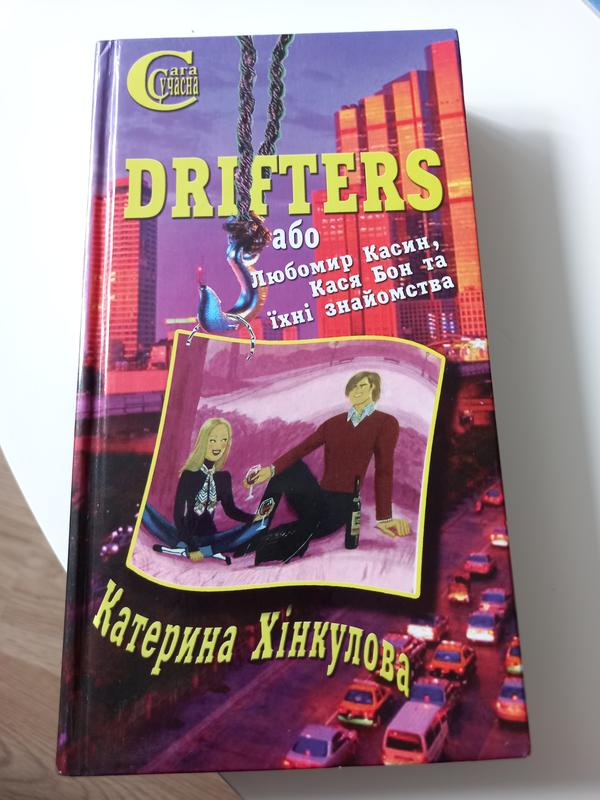 Сага
Сучасна
DRIFTERS
або
Любомир Касин,
Кася Бон та
їхні знайомства
Катерина Хінкулова